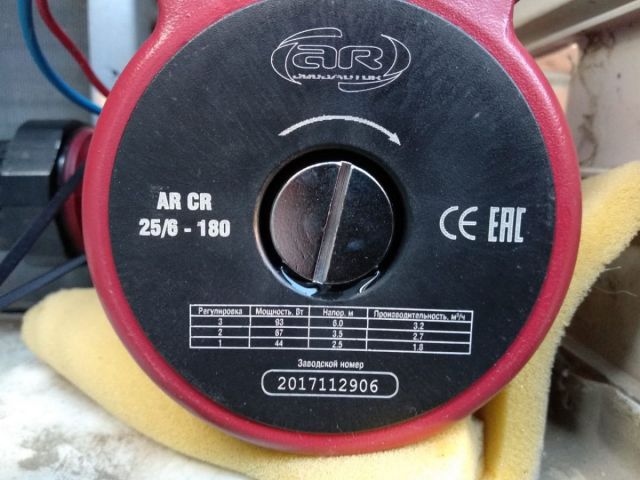 aR
AR CR
25/6 - 180
CE EAC
Регулировка Мощность, Вт Напор, м Производительность, м³/ч
3 93 6.0 3.2
2 67 3.5 2.7
1 44 2.5 1.8
Заводской номер
2017112906